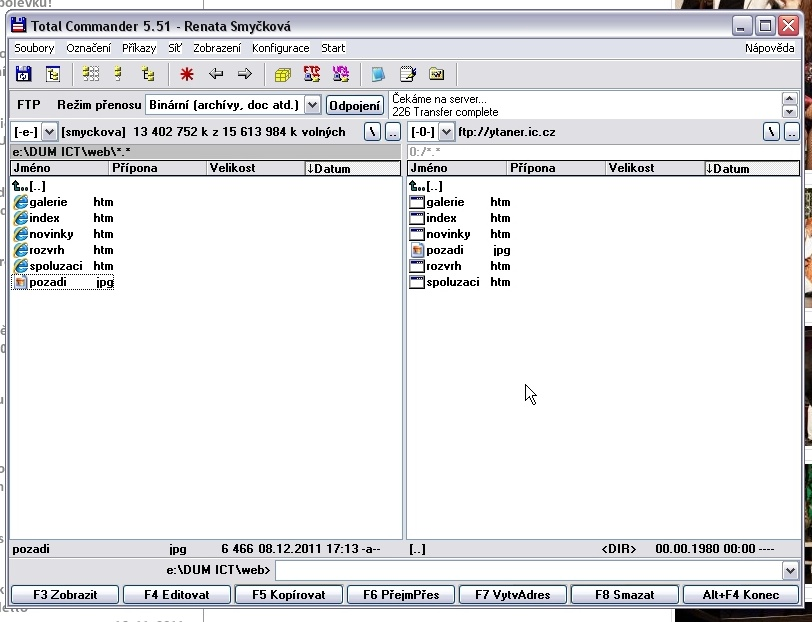 Total Commander 5.51 - Renata Smyčková
Soubory Označení Příkazy Síť Zobrazení Konfigurace Start Nápověda
FTP Režim přenosu Binární (archívy, doc atd.) Odpojení
Čekáme na server...
226 Transfer complete
[-e-] [smyckova] 13 402 752 k z 15 613 984 k volných \ ..
[-0-] ftp://ytaner.ic.cz \ ..
e:\DUM ICT\web\*.*
0:/*.*
Jméno Přípona Velikost ↓Datum
Jméno Přípona Velikost ↓Datum
[..]
galerie htm
index htm
novinky htm
rozvrh htm
spoluzaci htm
pozadi jpg
[..]
galerie htm
index htm
novinky htm
pozadi jpg
rozvrh htm
spoluzaci htm
pozadi jpg 6 466 08.12.2011 17:13 -a--
[..] <DIR> 00.00.1980 00:00 ----
e:\DUM ICT\web>
F3 Zobrazit F4 Editovat F5 Kopírovat F6 PřejmPřes F7 VytvAdres F8 Smazat Alt+F4 Konec